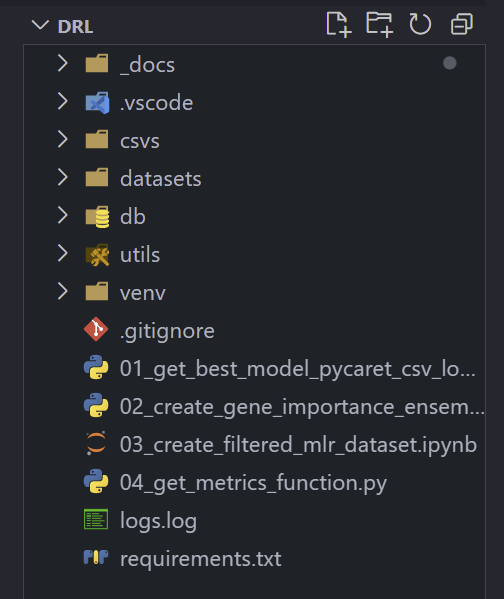 DRL
_docs
.vscode
csvs
datasets
db
utils
venv
.gitignore
01_get_best_model_pycaret_csv_lo...
02_create_gene_importance_ensem...
03_create_filtered_mlr_dataset.ipynb
04_get_metrics_function.py
logs.log
requirements.txt